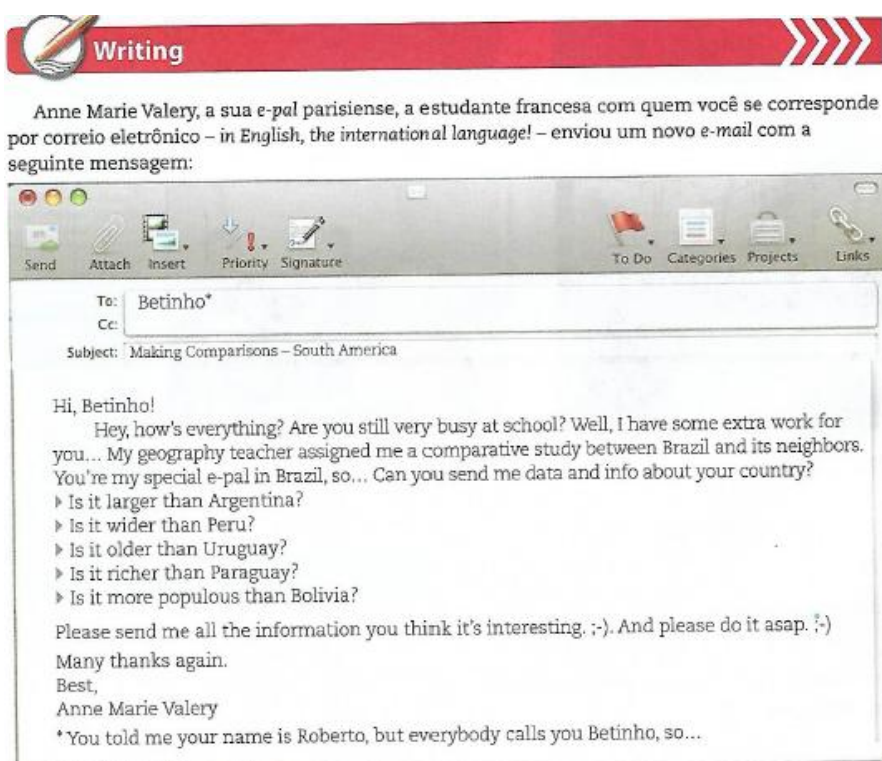 Writing
Anne Marie Valery, a sua e-pal parisiense, a estudante francesa com quem você se corresponde
por correio eletrônico – in English, the international language! – enviou um novo e-mail com a
seguinte mensagem:
Send Attach Insert Priority Signature To Do Categories Projects Links
To: Betinho*
Cc:
Subject: Making Comparisons – South America
Hi, Betinho!
Hey, how's everything? Are you still very busy at school? Well, I have some extra work for
you... My geography teacher assigned me a comparative study between Brazil and its neighbors.
You're my special e-pal in Brazil, so... Can you send me data and info about your country?
Is it larger than Argentina?
Is it wider than Peru?
Is it older than Uruguay?
Is it richer than Paraguay?
Is it more populous than Bolivia?
Please send me all the information you think it's interesting. ;-). And please do it asap. ;-)
Many thanks again.
Best,
Anne Marie Valery
*You told me your name is Roberto, but everybody calls you Betinho, so...